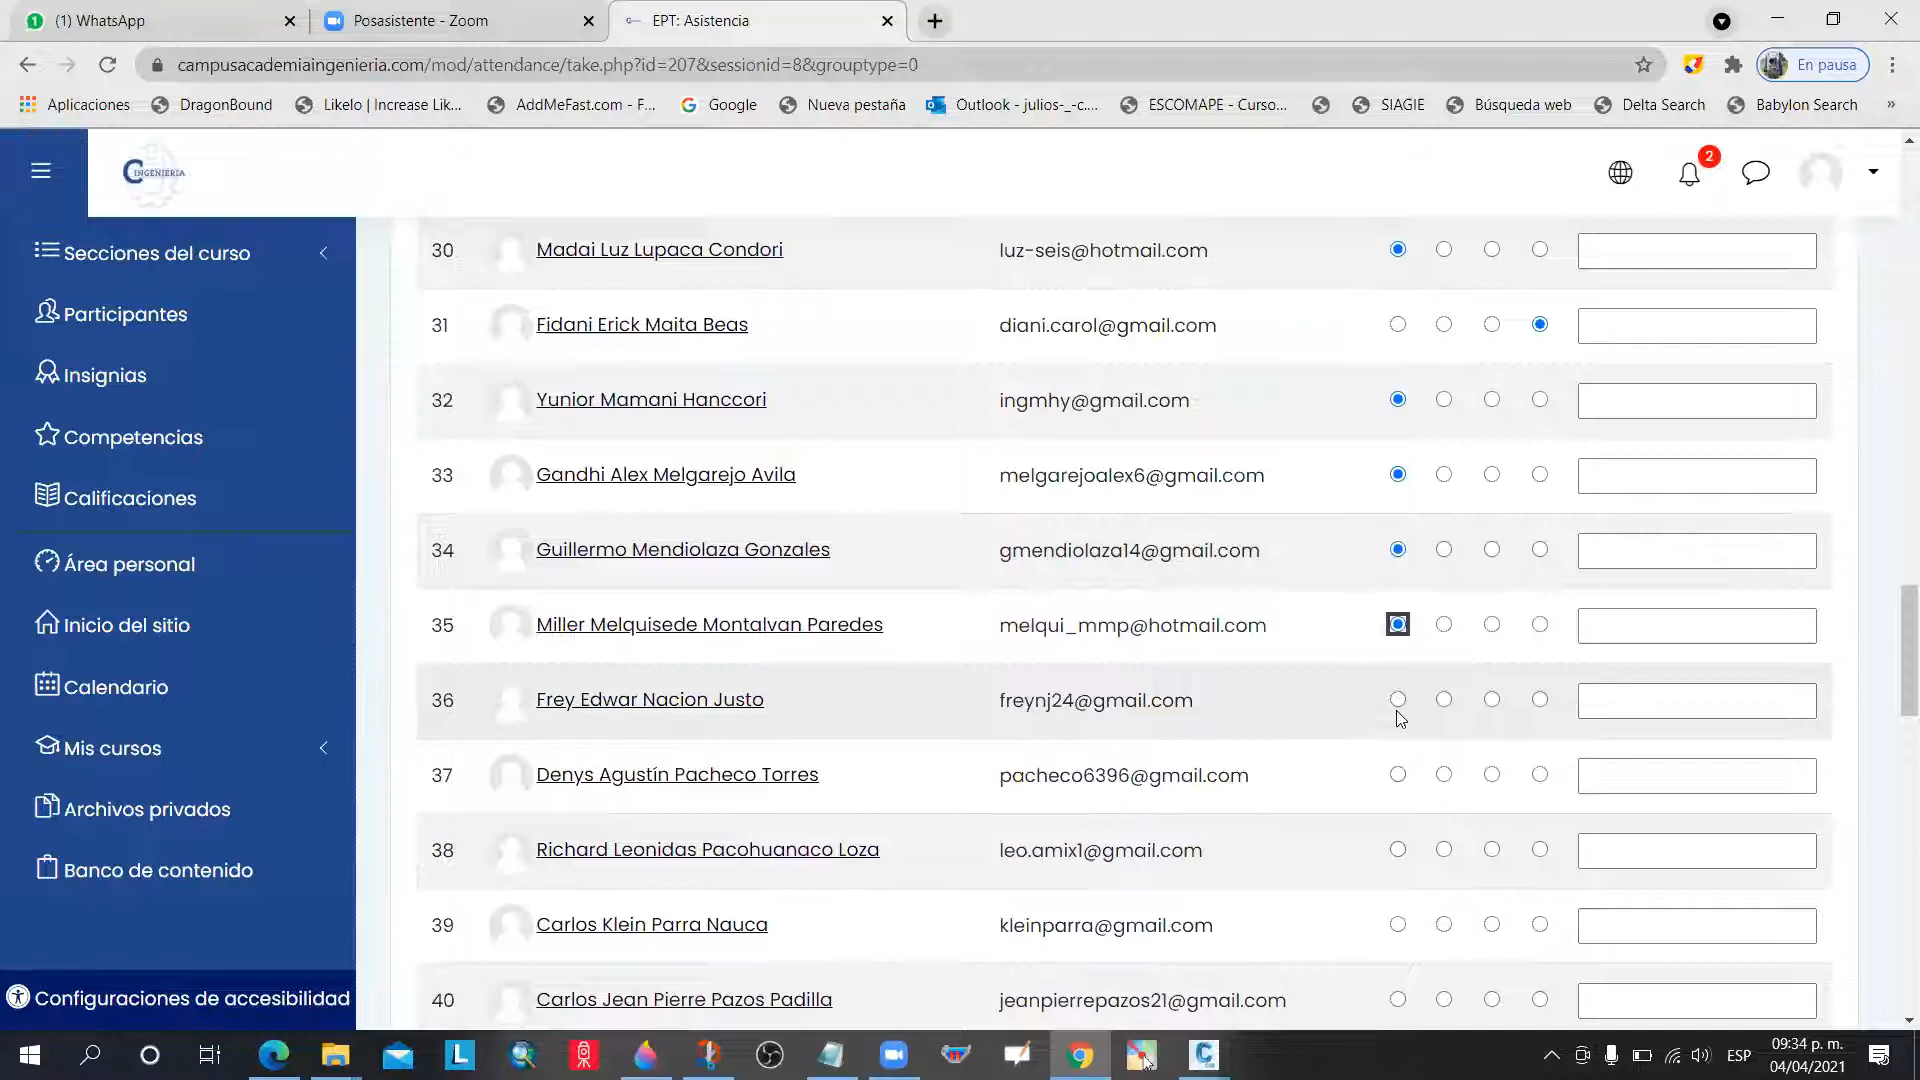 (1) WhatsApp
Posasistente - Zoom
EPT: Asistencia
campusacademiaingenieria.com/mod/attendance/take.php?id=207&sessionid=8&grouptype=0
En pausa
Aplicaciones
DragonBound
Likelo | Increase Lik...
AddMeFast.com - F...
Google
Nueva pestaña
Outlook - julios-_-c....
ESCOMAPE - Curso...
SIAGIE
Búsqueda web
Delta Search
Babylon Search
»
C INGENIERIA
2
Secciones del curso
Participantes
Insignias
Competencias
Calificaciones
Área personal
Inicio del sitio
Calendario
Mis cursos
Archivos privados
Banco de contenido
Configuraciones de accesibilidad
30 Madai Luz Lupaca Condori luz-seis@hotmail.com
31 Fidani Erick Maita Beas diani.carol@gmail.com
32 Yunior Mamani Hanccori ingmhy@gmail.com
33 Gandhi Alex Melgarejo Avila melgarejoalex6@gmail.com
34 Guillermo Mendiolaza Gonzales gmendiolaza14@gmail.com
35 Miller Melquisede Montalvan Paredes melqui_mmp@hotmail.com
36 Frey Edwar Nacion Justo freynj24@gmail.com
37 Denys Agustín Pacheco Torres pacheco6396@gmail.com
38 Richard Leonidas Pacohuanaco Loza leo.amix1@gmail.com
39 Carlos Klein Parra Nauca kleinparra@gmail.com
40 Carlos Jean Pierre Pazos Padilla jeanpierrepazos21@gmail.com
ESP
09:34 p. m.
04/04/2021